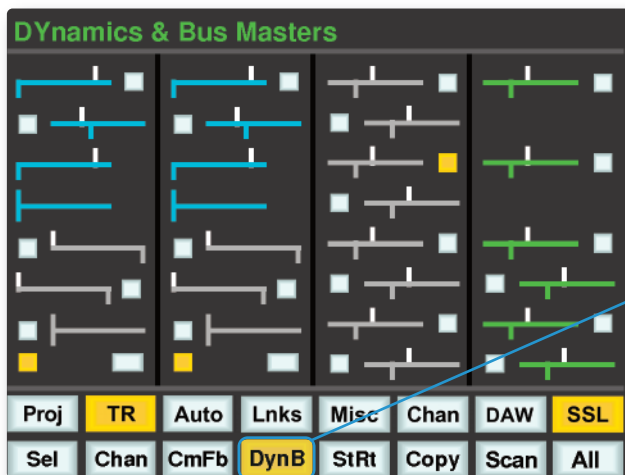 DYnamics & Bus Masters
Proj TR Auto Lnks Misc Chan DAW SSL
Sel Chan CmFb DynB StRt Copy Scan All